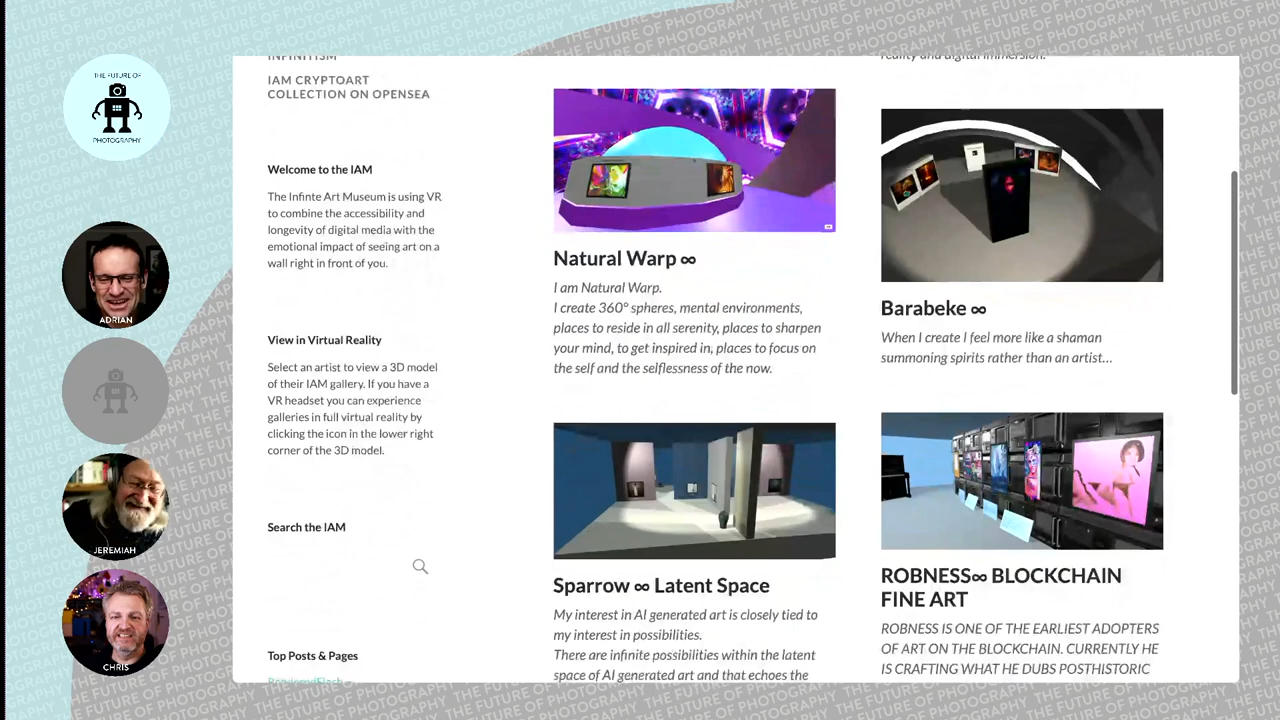 THE FUTURE OF
PHOTOGRAPHY
ADRIAN
JEREMIAH
CHRIS
INFINITISM
IAM CRYPTOART
COLLECTION ON OPENSEA
Welcome to the IAM
The Infinte Art Museum is using VR
to combine the accessibility and
longevity of digital media with the
emotional impact of seeing art on a
wall right in front of you.
View in Virtual Reality
Select an artist to view a 3D model
of their IAM gallery. If you have a
VR headset you can experience
galleries in full virtual reality by
clicking the icon in the lower right
corner of the 3D model.
Search the IAM
Top Posts & Pages
Natural Warp ∞
I am Natural Warp.
I create 360° spheres, mental environments,
places to reside in all serenity, places to sharpen
your mind, to get inspired in, places to focus on
the self and the selflessness of the now.
Sparrow ∞ Latent Space
My interest in AI generated art is closely tied to
my interest in possibilities.
There are infinite possibilities within the latent
space of AI generated art and that echoes the
reality and digital immersion.
Barabeke ∞
When I create I feel more like a shaman
summoning spirits rather than an artist…
ROBNESS∞ BLOCKCHAIN
FINE ART
ROBNESS IS ONE OF THE EARLIEST ADOPTERS
OF ART ON THE BLOCKCHAIN. CURRENTLY HE
IS CRAFTING WHAT HE DUBS POSTHISTORIC